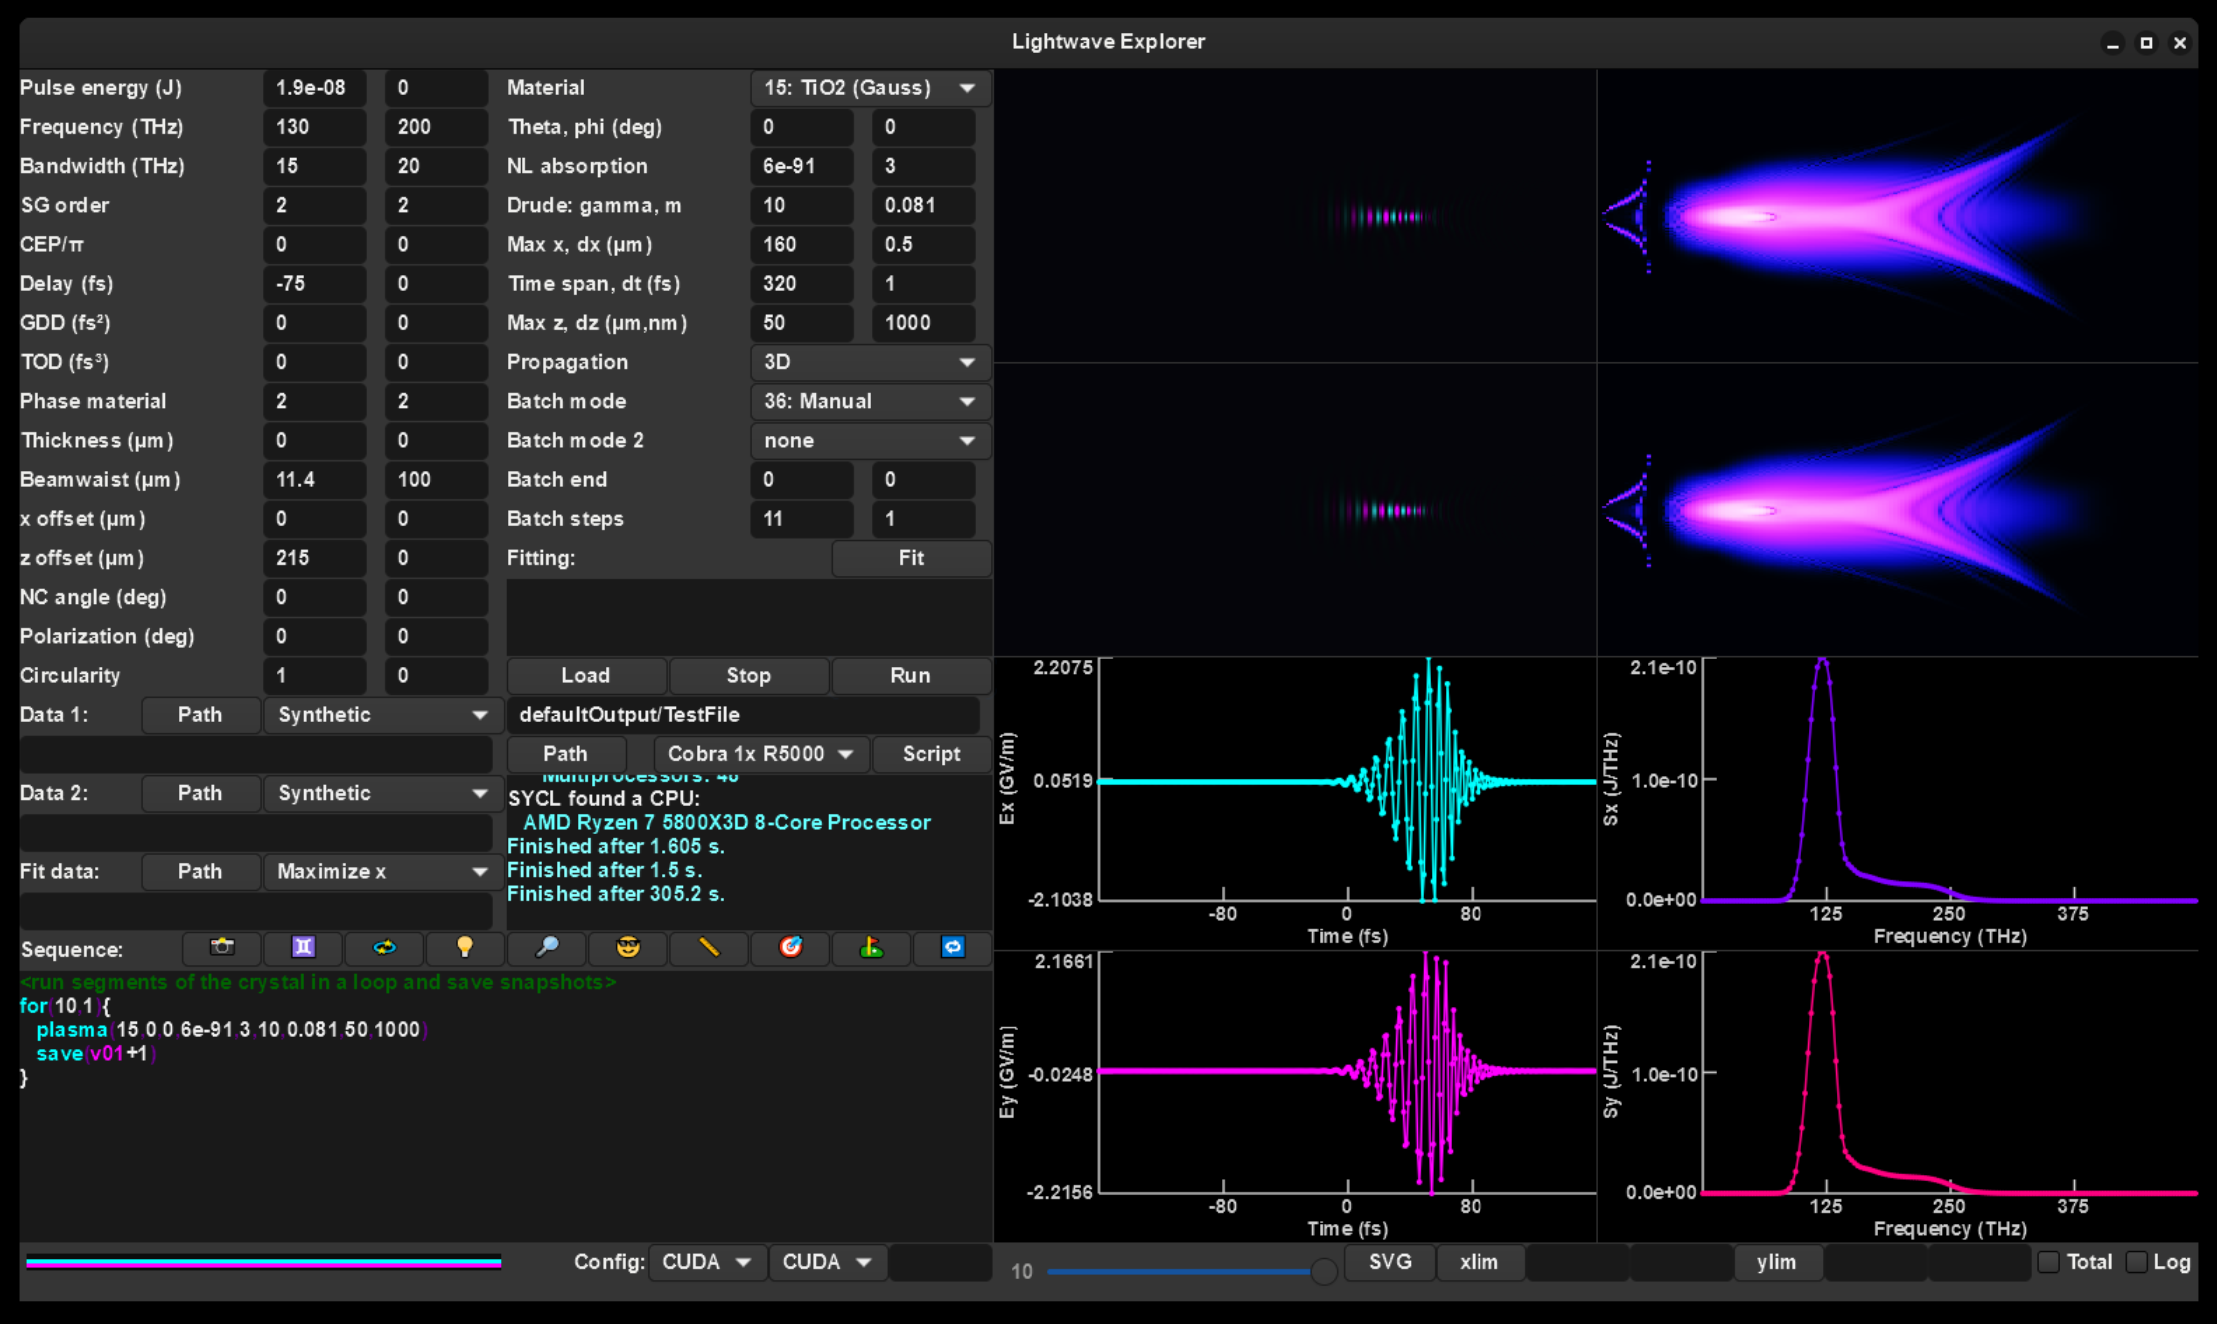 Lightwave Explorer
Pulse energy (J) 1.9e-08 0 Material 15: TiO2 (Gauss)
Frequency (THz) 130 200 Theta, phi (deg) 0 0
Bandwidth (THz) 15 20 NL absorption 6e-91 3
SG order 2 2 Drude: gamma, m 10 0.081
CEP/π 0 0 Max x, dx (μm) 160 0.5
Delay (fs) -75 0 Time span, dt (fs) 320 1
GDD (fs²) 0 0 Max z, dz (μm,nm) 50 1000
TOD (fs³) 0 0 Propagation 3D
Phase material 2 2 Batch mode 36: Manual
Thickness (μm) 0 0 Batch mode 2 none
Beamwaist (μm) 11.4 100 Batch end 0 0
x offset (μm) 0 0 Batch steps 11 1
z offset (μm) 215 0 Fitting: Fit
NC angle (deg) 0 0
Polarization (deg) 0 0
Circularity 1 0 Load Stop Run
Data 1: Path Synthetic defaultOutput/TestFile
Path Cobra 1x R5000 Script
Data 2: Path Synthetic
Fit data: Path Maximize x
Multiprocessors: 48
SYCL found a CPU:
AMD Ryzen 7 5800X3D 8-Core Processor
Finished after 1.605 s.
Finished after 1.5 s.
Finished after 305.2 s.
Sequence:
<run segments of the crystal in a loop and save snapshots>
for(10,1){
plasma(15,0,0,6e-91,3,10,0.081,50,1000)
save(v01+1)
}
Config: CUDA CUDA
2.2075
0.0519
-2.1038
Ex (GV/m)
-80 0 80
Time (fs)
2.1e-10
1.0e-10
0.0e+00
Sx (J/THz)
125 250 375
Frequency (THz)
2.1661
-0.0248
-2.2156
Ey (GV/m)
-80 0 80
Time (fs)
2.1e-10
1.0e-10
0.0e+00
Sy (J/THz)
125 250 375
Frequency (THz)
10 SVG xlim ylim Total Log